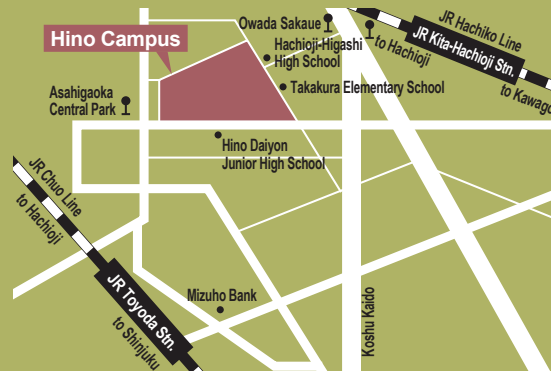 Hino Campus
Owada Sakaue
JR Hachiko Line
JR Kita-Hachioji Stn.
to Hachioji
to Kawago
Hachioji-Higashi
High School
Takakura Elementary School
Asahigaoka
Central Park
Hino Daiyon
Junior High School
JR Chuo Line
to Hachioji
JR Toyoda Stn.
to Shinjuku
Mizuho Bank
Koshu Kaido